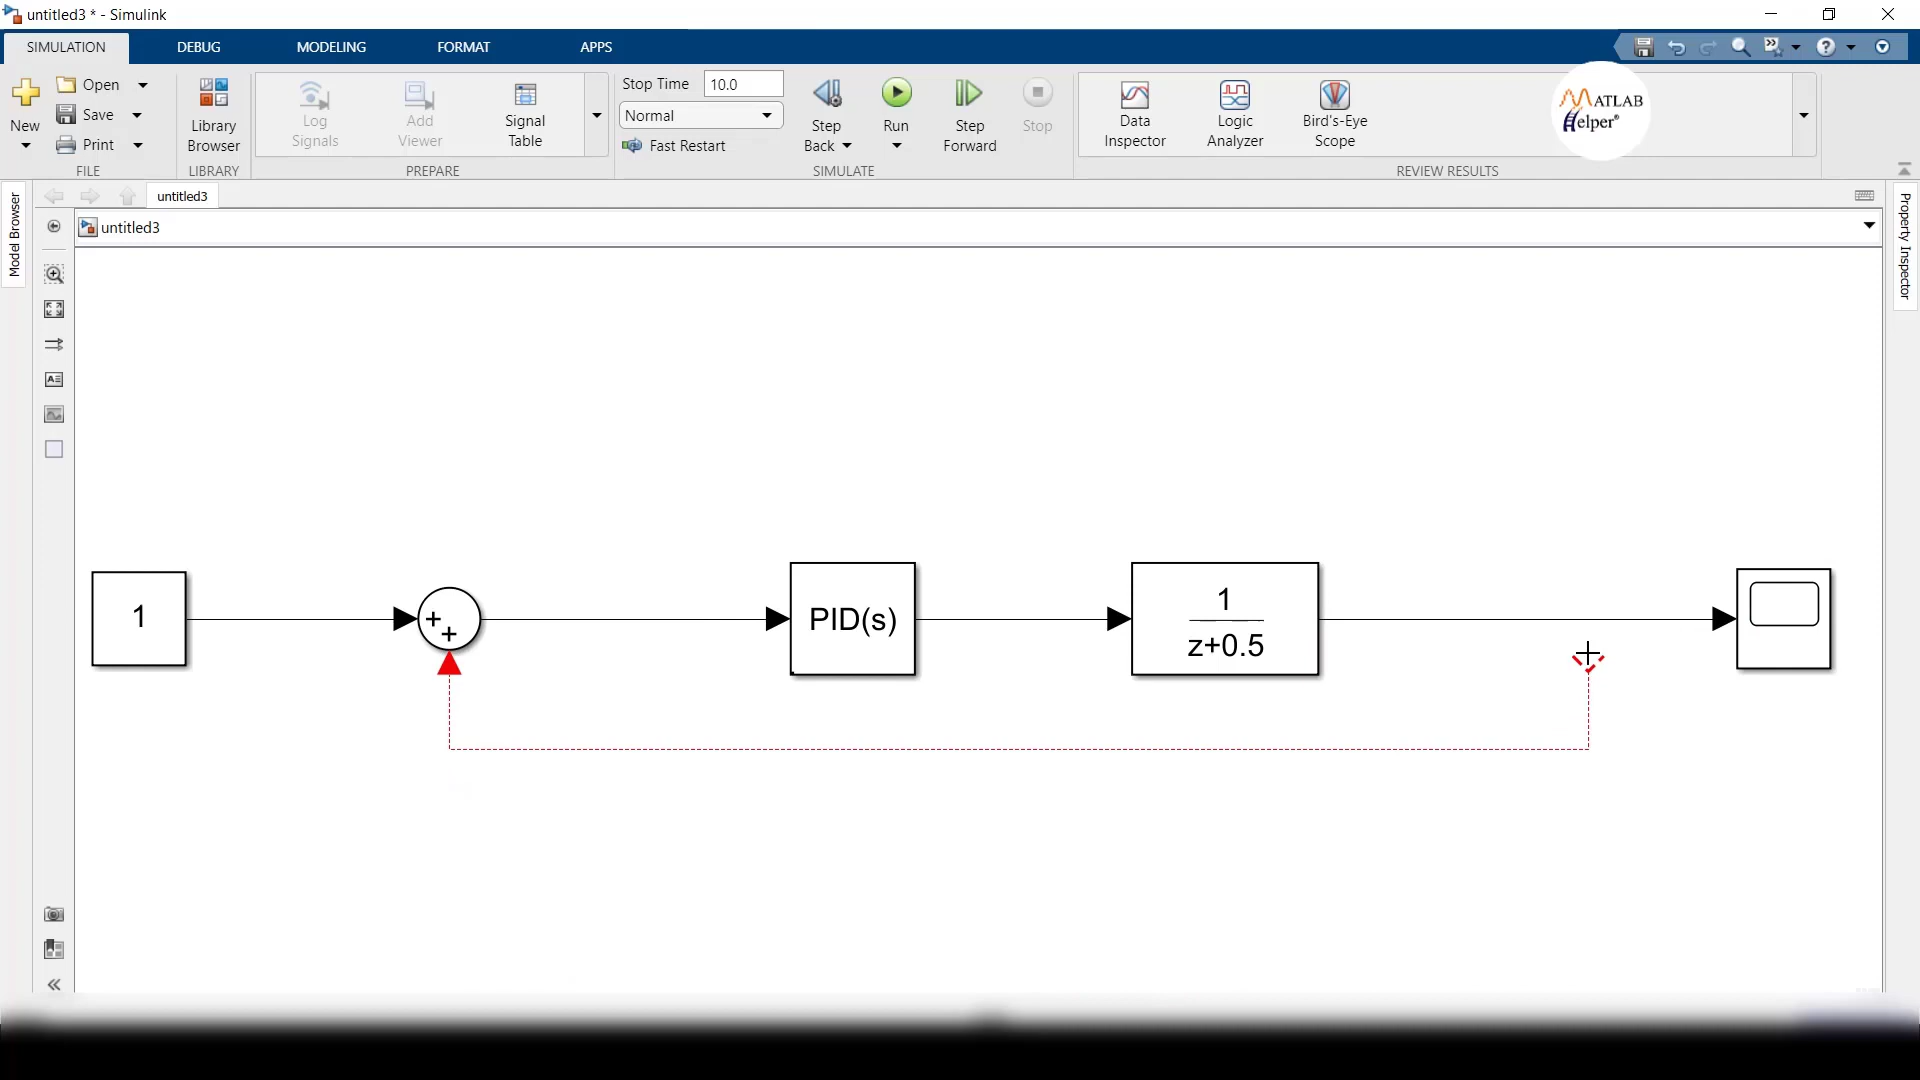 untitled3 * - Simulink
SIMULATION DEBUG MODELING FORMAT APPS
New
Open
Save
Print
FILE
Library
Browser
LIBRARY
Log
Signals
Add
Viewer
Signal
Table
PREPARE
Stop Time 10.0
Normal
Fast Restart
Step
Back
Run
Step
Forward
Stop
SIMULATE
Data
Inspector
Logic
Analyzer
Bird's-Eye
Scope
REVIEW RESULTS
MATLAB
Helper®
Model Browser
untitled3
untitled3
Property Inspector
1
+
+
PID(s)
1
z+0.5